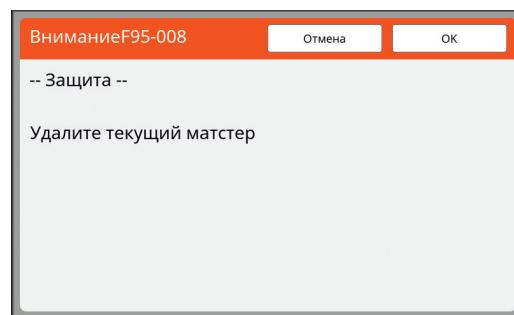 ВниманиеF95-008
Отмена
OK
-- Защита --
Удалите текущий матстер